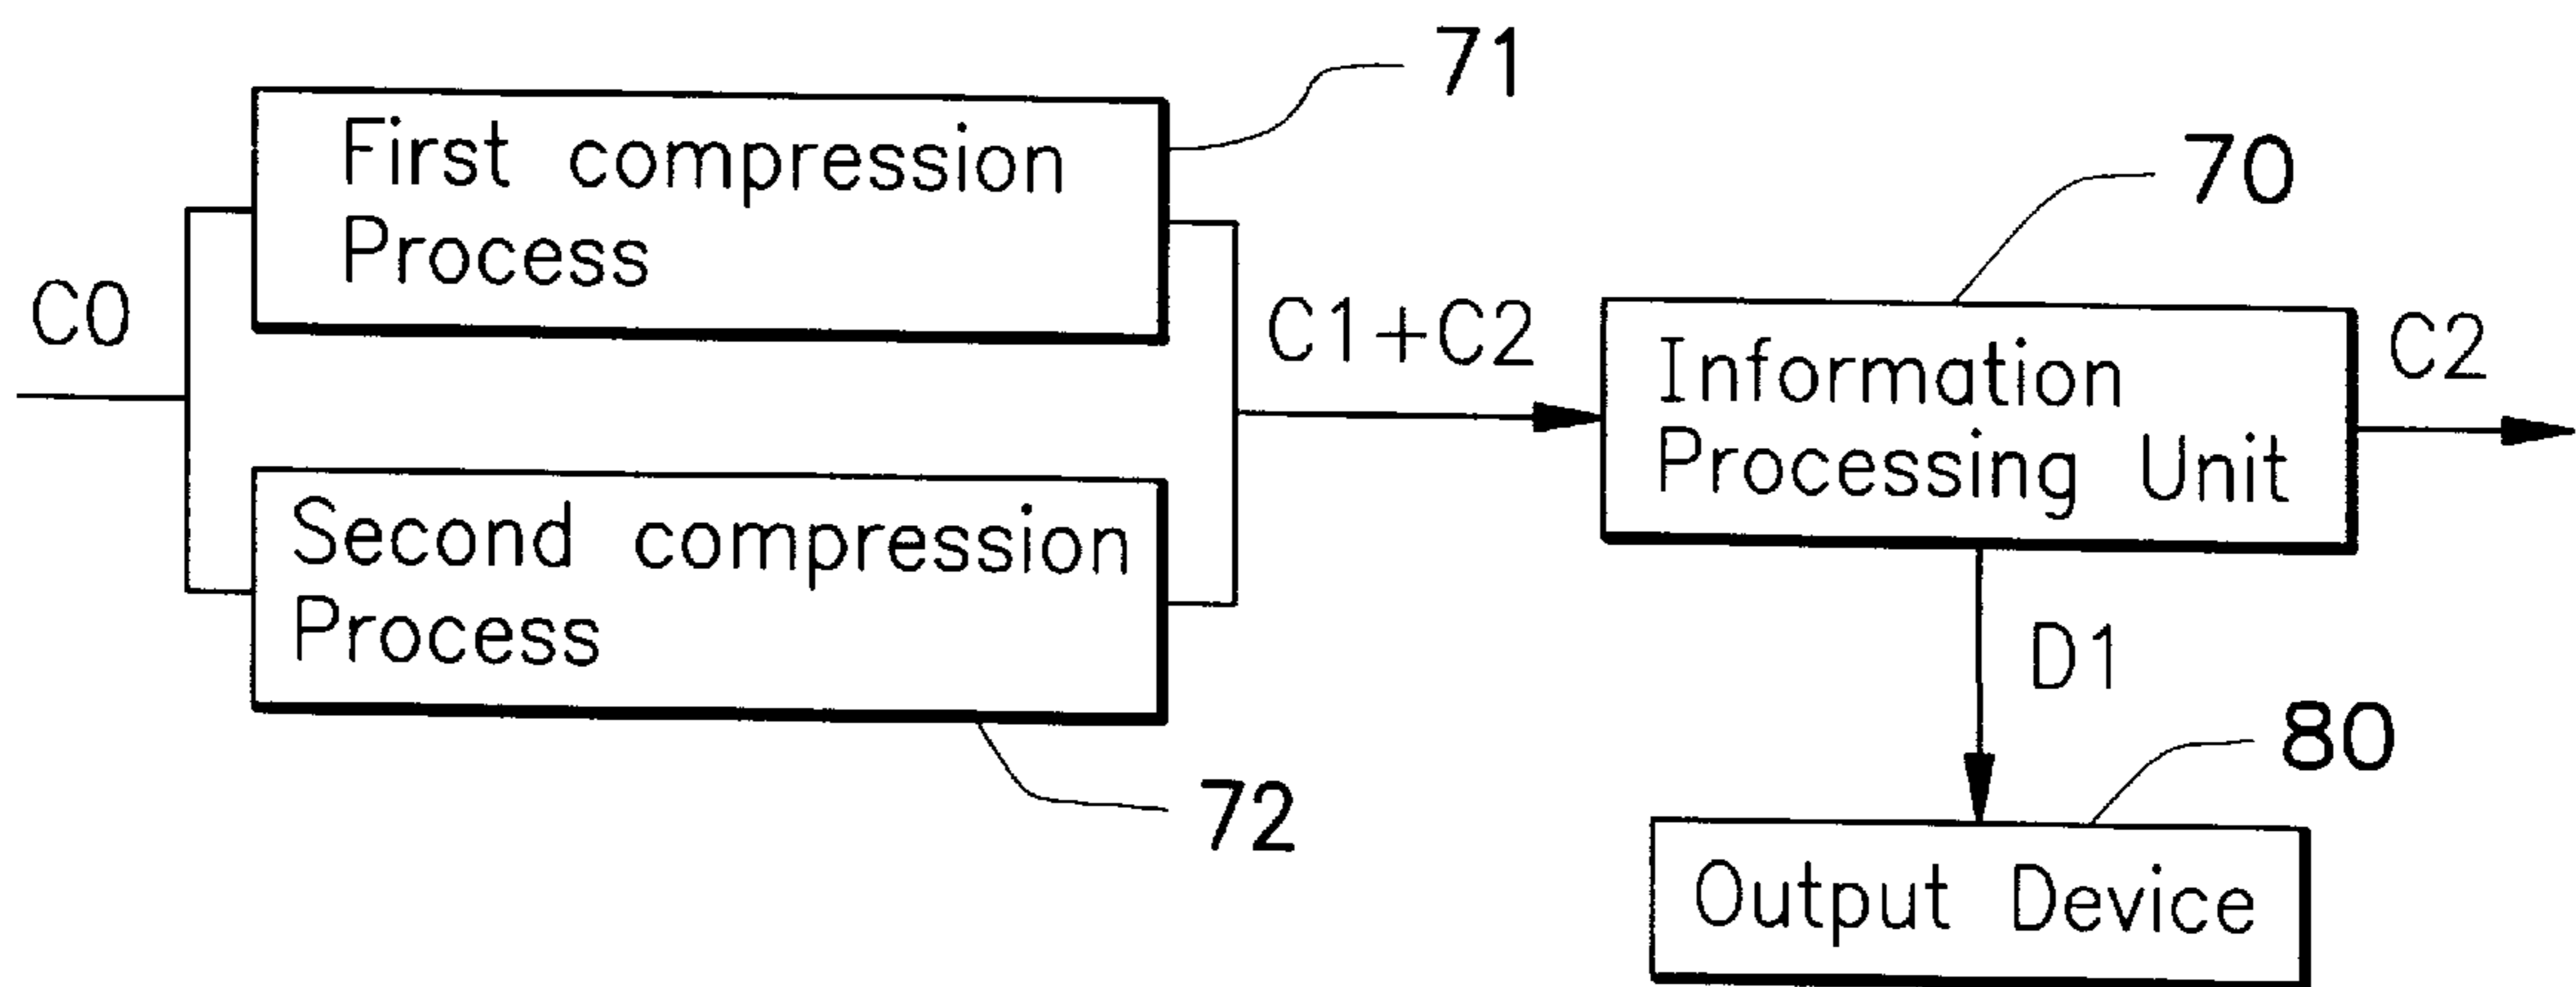 71
First compression
Process
70
C0
C1+C2
Information
Processing Unit
C2
Second compression
Process
D1
72
80
Output Device